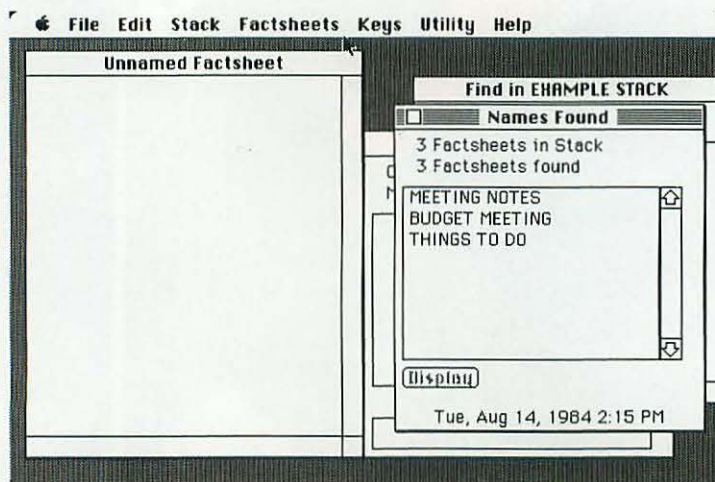 File Edit Stack Factsheets Keys Utility Help
Unnamed Factsheet
Find in EXAMPLE STACK
Names Found
3 Factsheets in Stack
3 Factsheets found
MEETING NOTES
BUDGET MEETING
THINGS TO DO
Display
Tue, Aug 14, 1984 2:15 PM